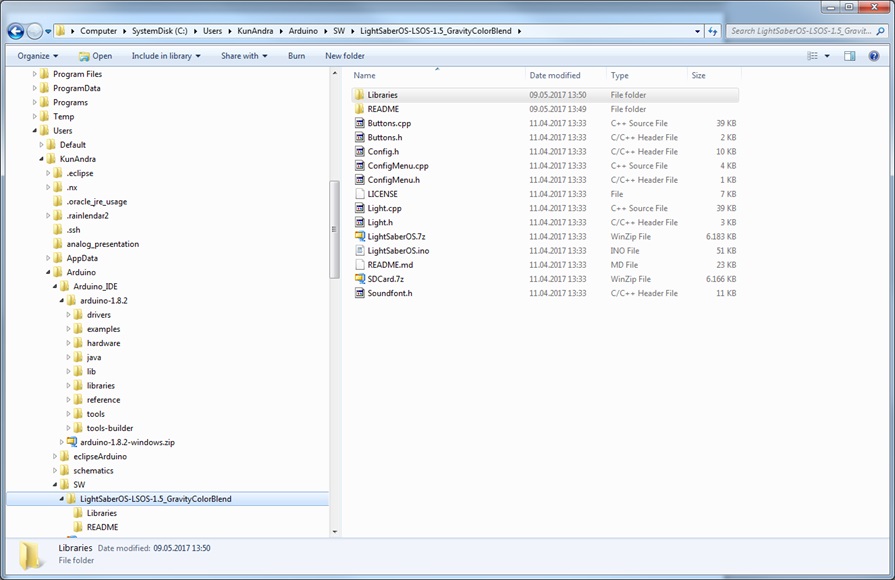 Computer SystemDisk (C:) Users KunAndra Arduino SW LightSaberOS-LSOS-1.5_GravityColorBlend Search LightSaberOS-LSOS-1.5_Gravit...
Organize Open Include in library Share with Burn New folder
Program Files
ProgramData
Programs
Temp
Users
Default
KunAndra
.eclipse
.nx
.oracle_jre_usage
.rainlendar2
.ssh
analog_presentation
AppData
Arduino
Arduino_IDE
arduino-1.8.2
drivers
examples
hardware
java
lib
libraries
reference
tools
tools-builder
arduino-1.8.2-windows.zip
eclipseArduino
schematics
SW
LightSaberOS-LSOS-1.5_GravityColorBlend
Libraries
README
Name Date modified Type Size
Libraries 09.05.2017 13:50 File folder
README 09.05.2017 13:49 File folder
Buttons.cpp 11.04.2017 13:33 C++ Source File 39 KB
Buttons.h 11.04.2017 13:33 C/C++ Header File 2 KB
Config.h 11.04.2017 13:33 C/C++ Header File 10 KB
ConfigMenu.cpp 11.04.2017 13:33 C++ Source File 4 KB
ConfigMenu.h 11.04.2017 13:33 C/C++ Header File 1 KB
LICENSE 11.04.2017 13:33 File 7 KB
Light.cpp 11.04.2017 13:33 C++ Source File 39 KB
Light.h 11.04.2017 13:33 C/C++ Header File 3 KB
LightSaberOS.7z 11.04.2017 13:33 WinZip File 6.183 KB
LightSaberOS.ino 11.04.2017 13:33 INO File 51 KB
README.md 11.04.2017 13:33 MD File 23 KB
SDCard.7z 11.04.2017 13:33 WinZip File 6.166 KB
Soundfont.h 11.04.2017 13:33 C/C++ Header File 11 KB
Libraries Date modified: 09.05.2017 13:50
File folder